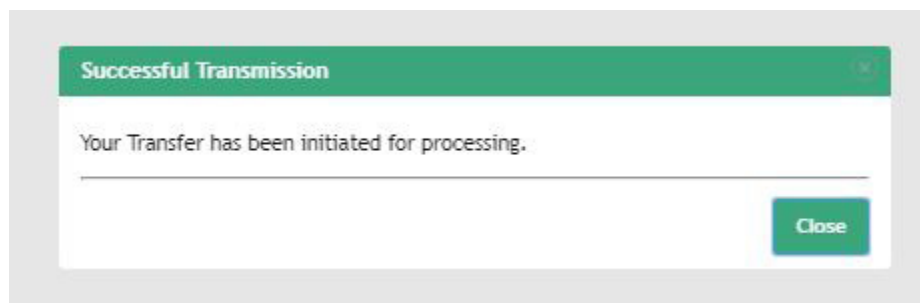 Successful Transmission
Your Transfer has been initiated for processing.
Close